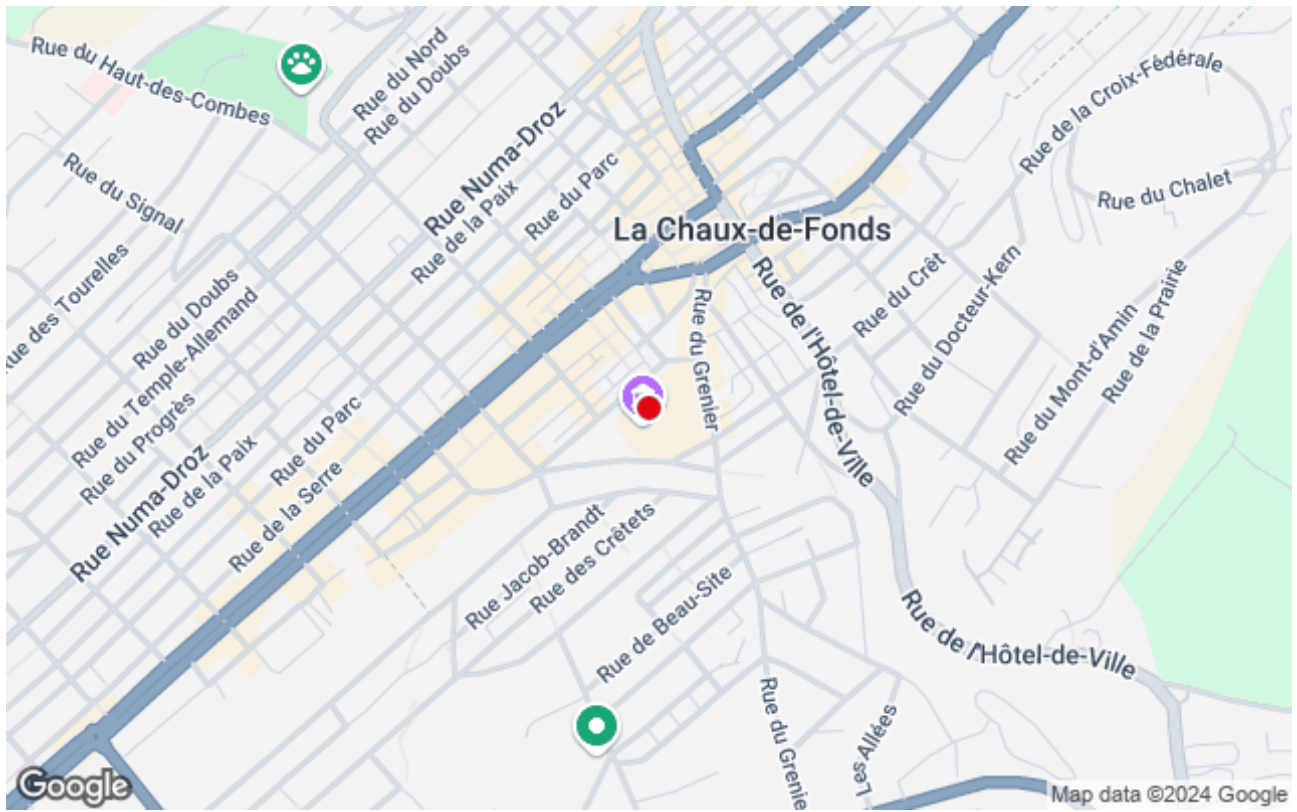 Rue du Haut-des-Combes
Rue du Nord
Rue du Doubs
Rue de la Croix-Fédérale
Rue du Signal
Rue Numa-Droz
Rue du Parc
Rue de la Paix
Rue du Chalet
La Chaux-de-Fonds
Rue des Tourelles
Rue du Doubs
Rue du Temple-Allemand
Rue du Crêt
Rue du Docteur-Kern
Rue de l'Hôtel-de-Ville
Rue du Grenier
Rue du Mont-d'Amin
Rue de la Prairie
Rue du Progrès
Rue du Parc
Rue Numa-Droz
Rue de la Paix
Rue de la Serre
Rue Jacob-Brandt
Rue des Crêtets
Rue de Beau-Site
Rue de l'Hôtel-de-Ville
Rue du Grenier
Les Allées
Google
Map data ©2024 Google